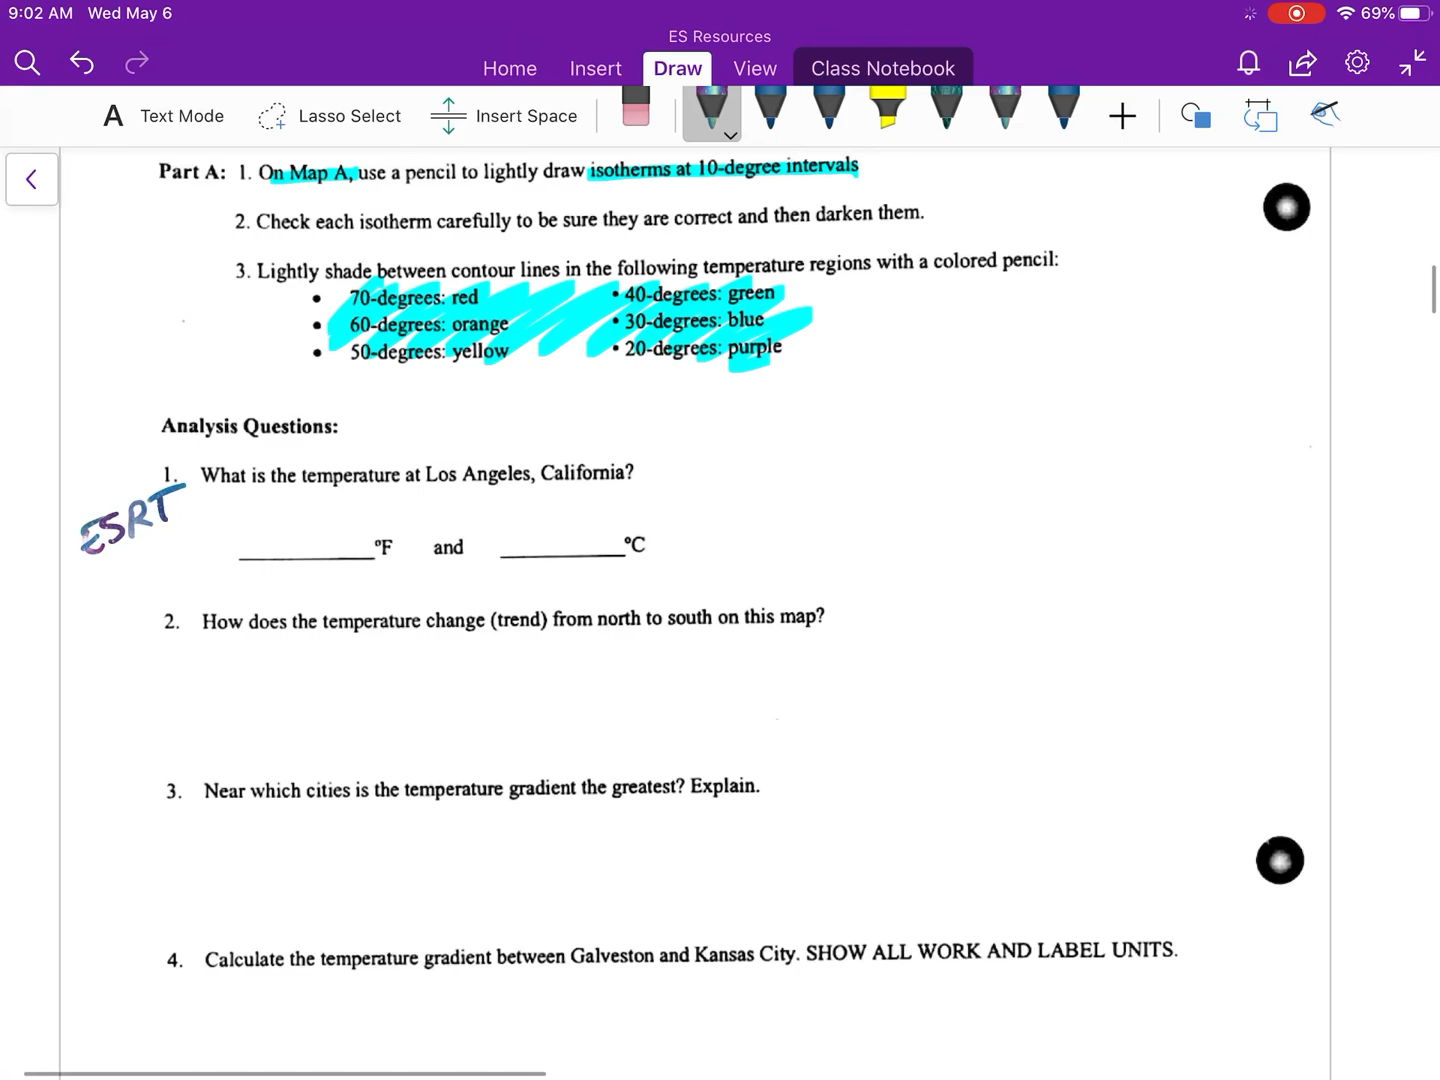 9:02 AM Wed May 6
69%
ES Resources
Home Insert Draw View Class Notebook
A Text Mode Lasso Select Insert Space
Part A: 1. On Map A, use a pencil to lightly draw isotherms at 10-degree intervals
2. Check each isotherm carefully to be sure they are correct and then darken them.
3. Lightly shade between contour lines in the following temperature regions with a colored pencil:
• 70-degrees: red • 40-degrees: green
• 60-degrees: orange • 30-degrees: blue
• 50-degrees: yellow • 20-degrees: purple
Analysis Questions:
1. What is the temperature at Los Angeles, California?
ESRT
____________ºF and ___________ºC
2. How does the temperature change (trend) from north to south on this map?
3. Near which cities is the temperature gradient the greatest? Explain.
4. Calculate the temperature gradient between Galveston and Kansas City. SHOW ALL WORK AND LABEL UNITS.